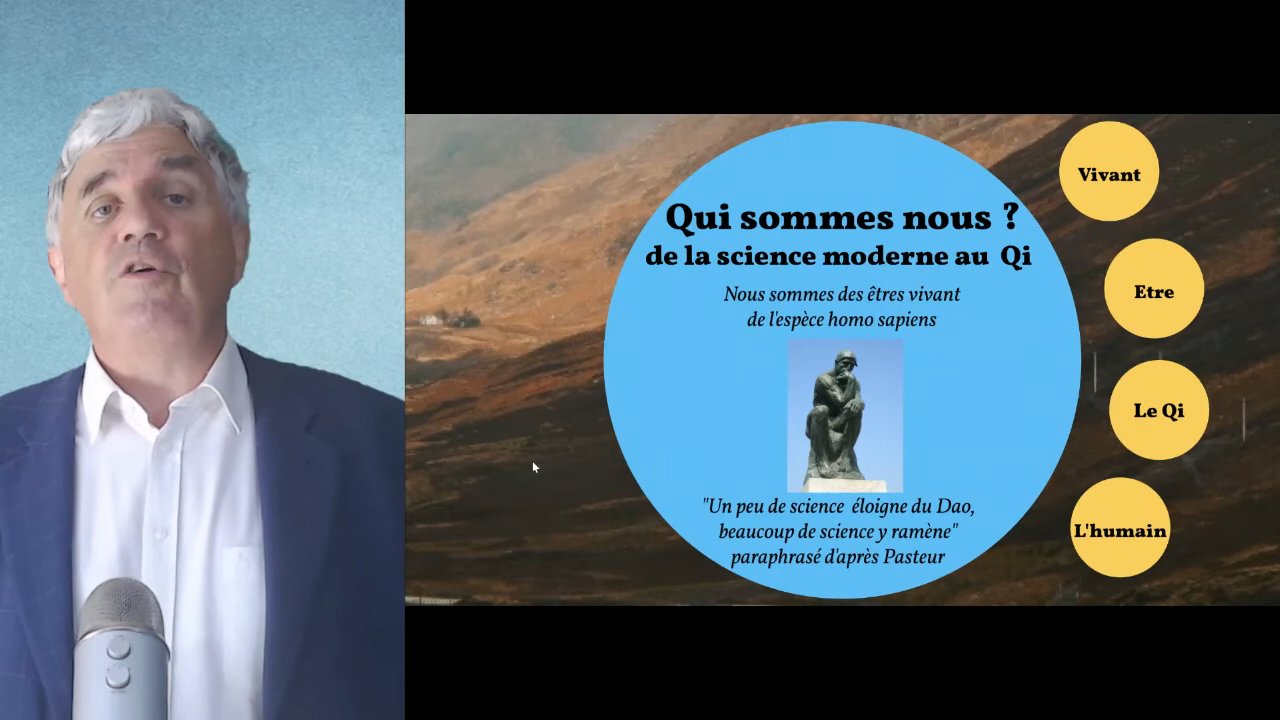 Qui sommes nous ?
de la science moderne au Qi
Nous sommes des êtres vivant
de l'espèce homo sapiens
"Un peu de science éloigne du Dao,
beaucoup de science y ramène"
paraphrasé d'après Pasteur
Vivant
Etre
Le Qi
L'humain